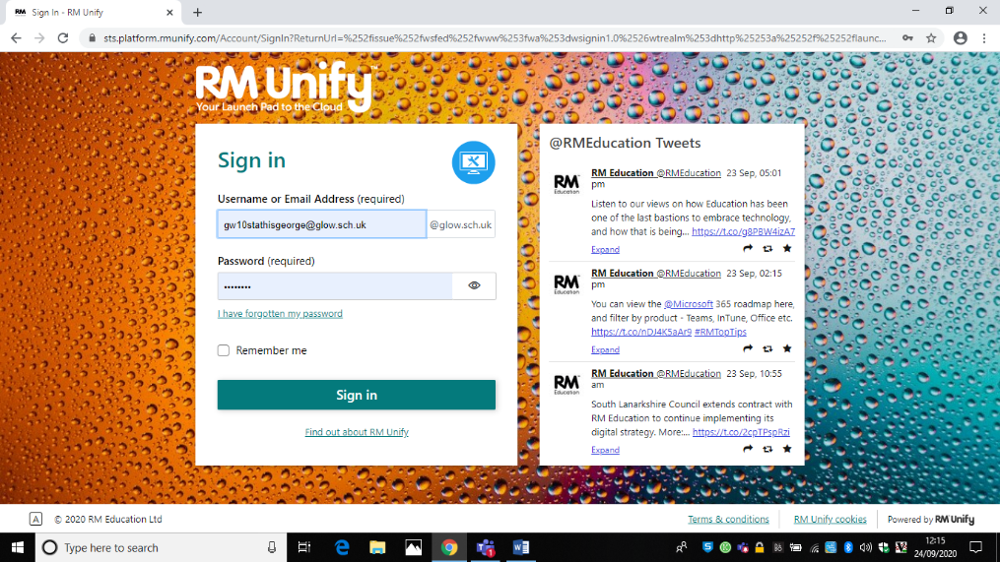 RM Sign In - RM Unify
sts.platform.rmunify.com/Account/SignIn?ReturnUrl=%252fissue%252fwsfed%252fwww%253fwa%253dwsignin1.0%2526wtrealm%253dhttp%25253a%25252f%25252flaunc...
RM Unify
Your Launch Pad to the Cloud
Sign in
Username or Email Address (required)
gw10stathisgeorge@glow.sch.uk
@glow.sch.uk
Password (required)
••••••••
I have forgotten my password
Remember me
Sign in
Find out about RM Unify
@RMEducation Tweets
RM Education
RM Education @RMEducation 23 Sep, 05:01
pm
Listen to our views on how Education has been
one of the last bastions to embrace technology,
and how that is being... https://t.co/g8PBW4izA7
Expand
RM Education
RM Education @RMEducation 23 Sep, 02:15
pm
You can view the @Microsoft 365 roadmap here,
and filter by product - Teams, InTune, Office etc.
https://t.co/nDJ4K5aAr9 #RMTopTips
Expand
RM Education
RM Education @RMEducation 23 Sep, 10:55
am
South Lanarkshire Council extends contract with
RM Education to continue implementing its
digital strategy. More:... https://t.co/2cpTPspRzi
Expand
A © 2020 RM Education Ltd
Terms & conditions
RM Unify cookies
Powered by RM Unify
Type here to search
12:15
24/09/2020